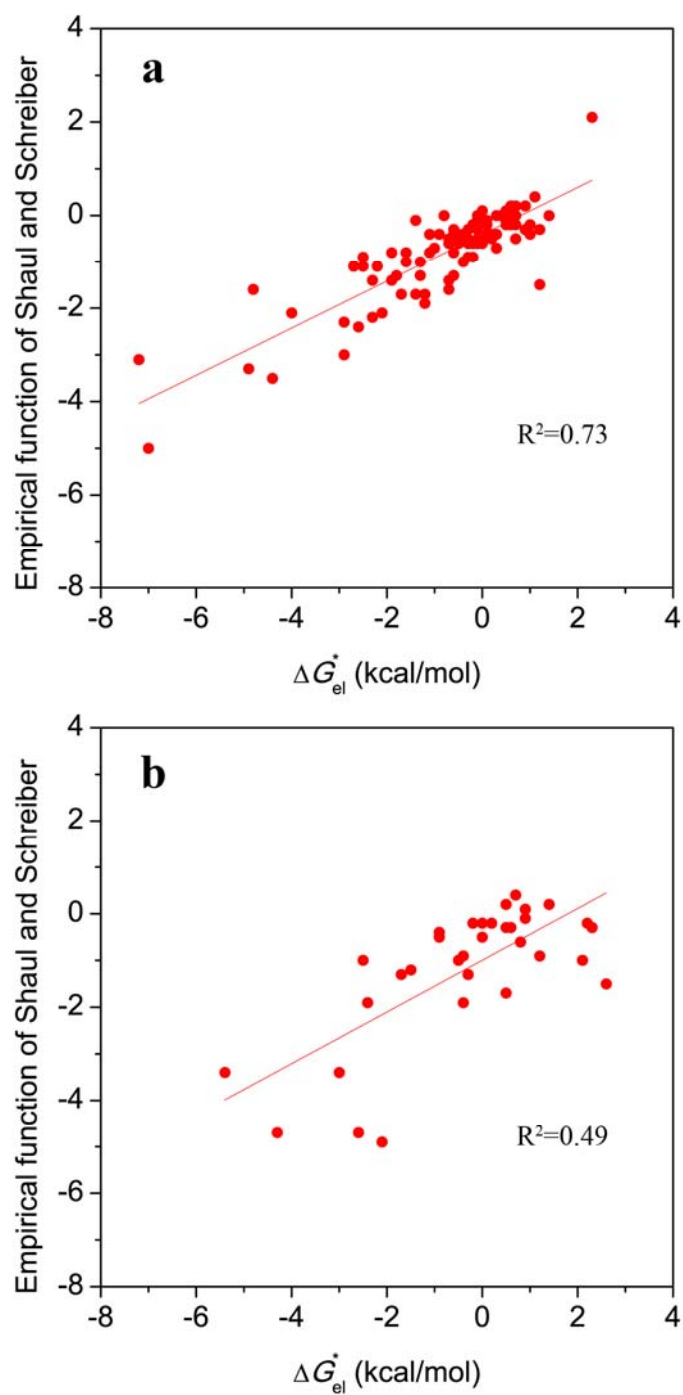 a
4
2
0
-2
-4
-6
-8
Empirical function of Shaul and Schreiber
R²=0.73
-8 -6 -4 -2 0 2 4
ΔG*el (kcal/mol)
b
4
2
0
-2
-4
-6
-8
Empirical function of Shaul and Schreiber
R²=0.49
-8 -6 -4 -2 0 2 4
ΔG*el (kcal/mol)